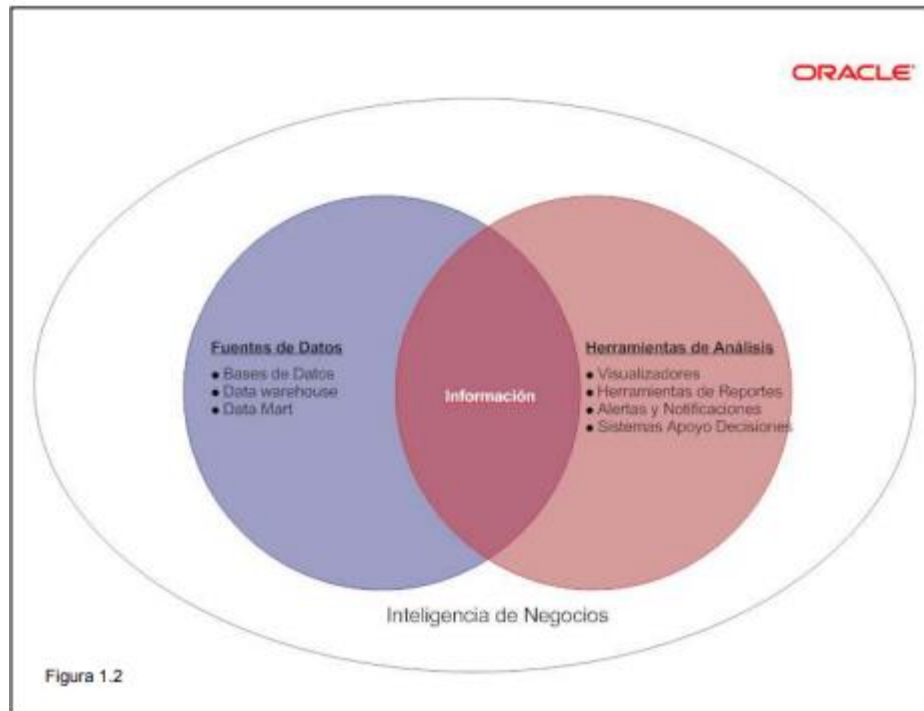 ORACLE
Fuentes de Datos
● Bases de Datos
● Data warehouse
● Data Mart
Información
Herramientas de Análisis
● Visualizadores
● Herramientas de Reportes
● Alertas y Notificaciones
● Sistemas Apoyo Decisiones
Inteligencia de Negocios
Figura 1.2